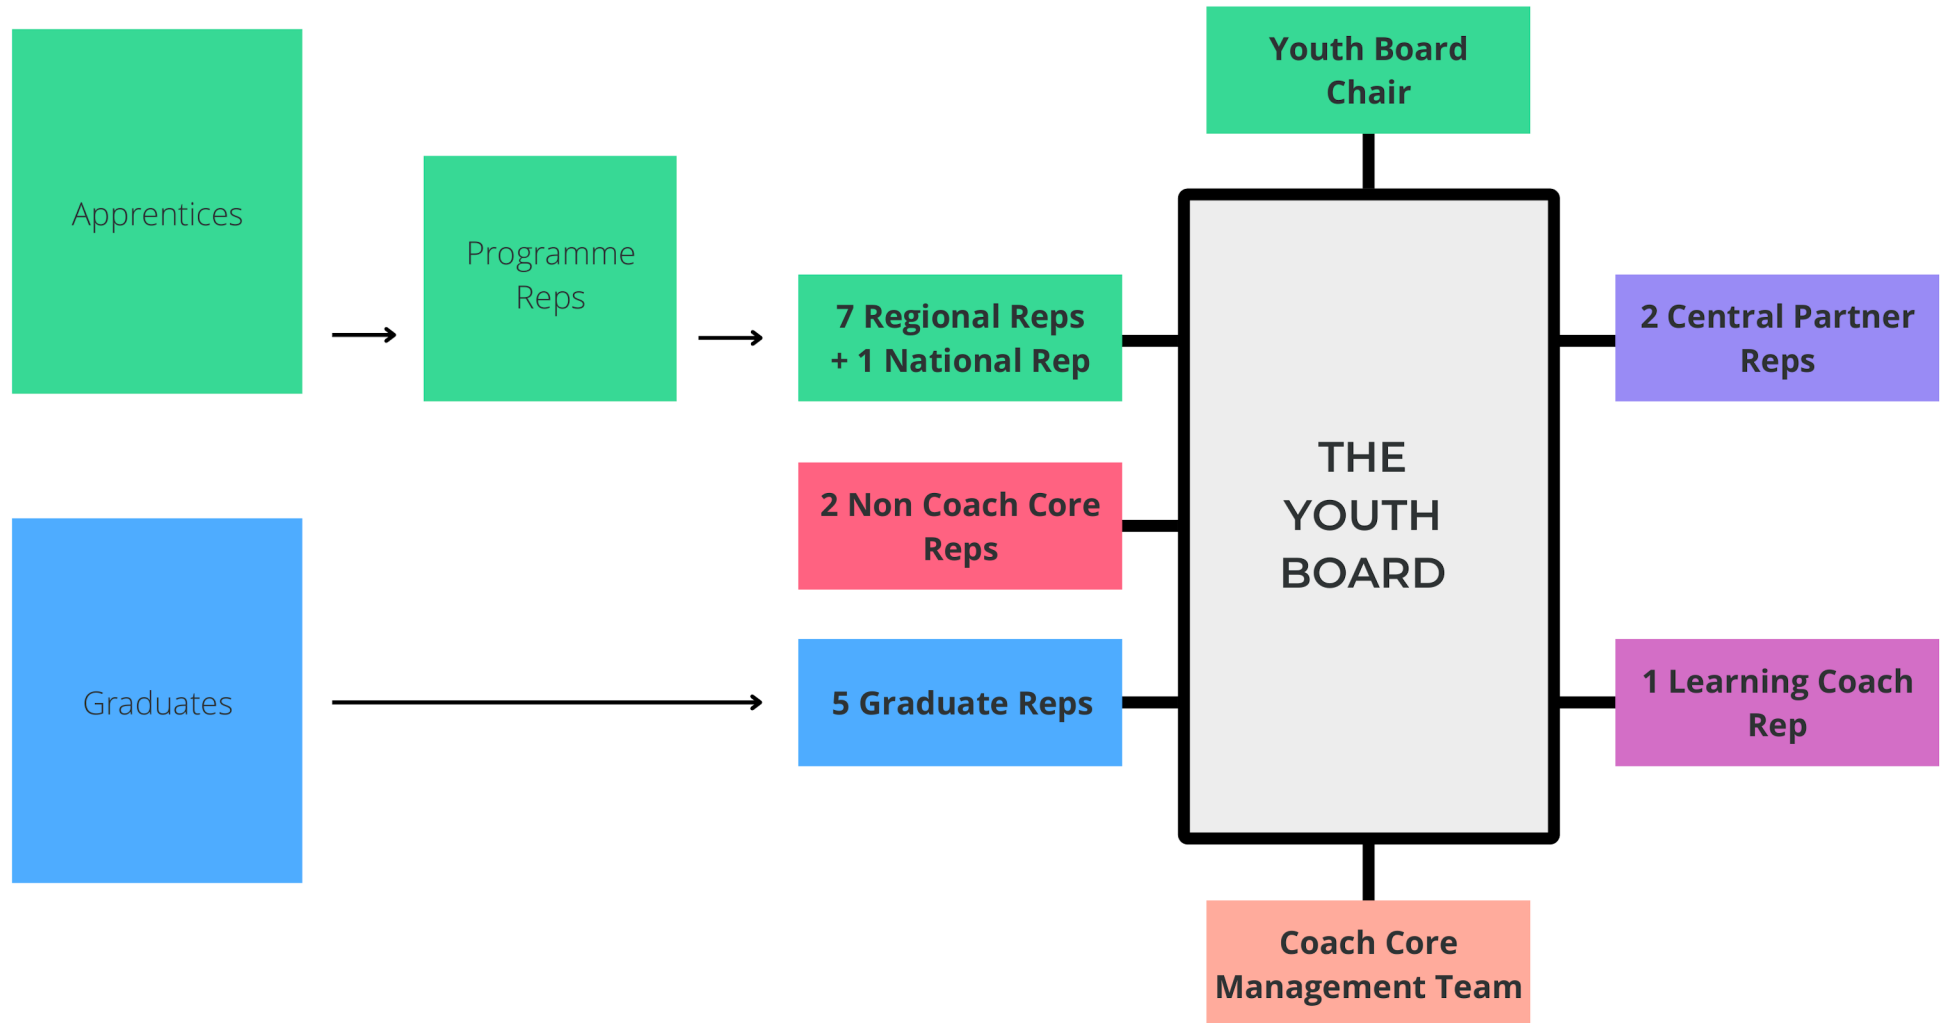 Youth Board
Chair
Apprentices
Programme
Reps
7 Regional Reps
+ 1 National Rep
2 Central Partner
Reps
THE
YOUTH
BOARD
2 Non Coach Core
Reps
Graduates
5 Graduate Reps
1 Learning Coach
Rep
Coach Core
Management Team